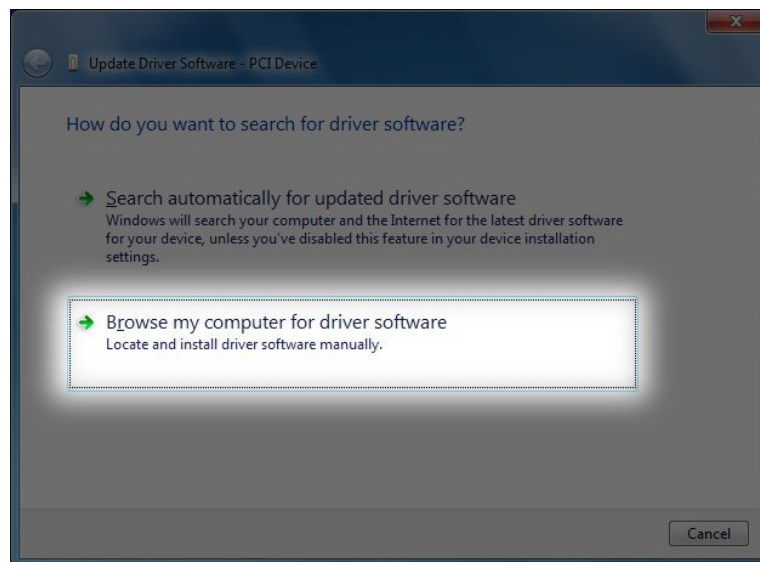 Update Driver Software - PCI Device
How do you want to search for driver software?
Search automatically for updated driver software
Windows will search your computer and the Internet for the latest driver software
for your device, unless you've disabled this feature in your device installation
settings.
Browse my computer for driver software
Locate and install driver software manually.
Cancel